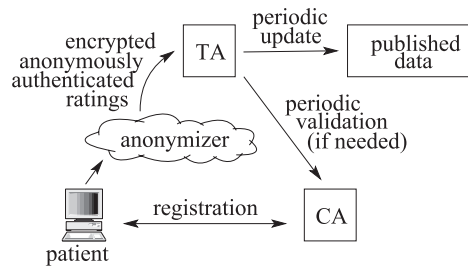 encrypted
anonymously
authenticated
ratings
TA
periodic
update
published
data
anonymizer
periodic
validation
(if needed)
registration
CA
patient